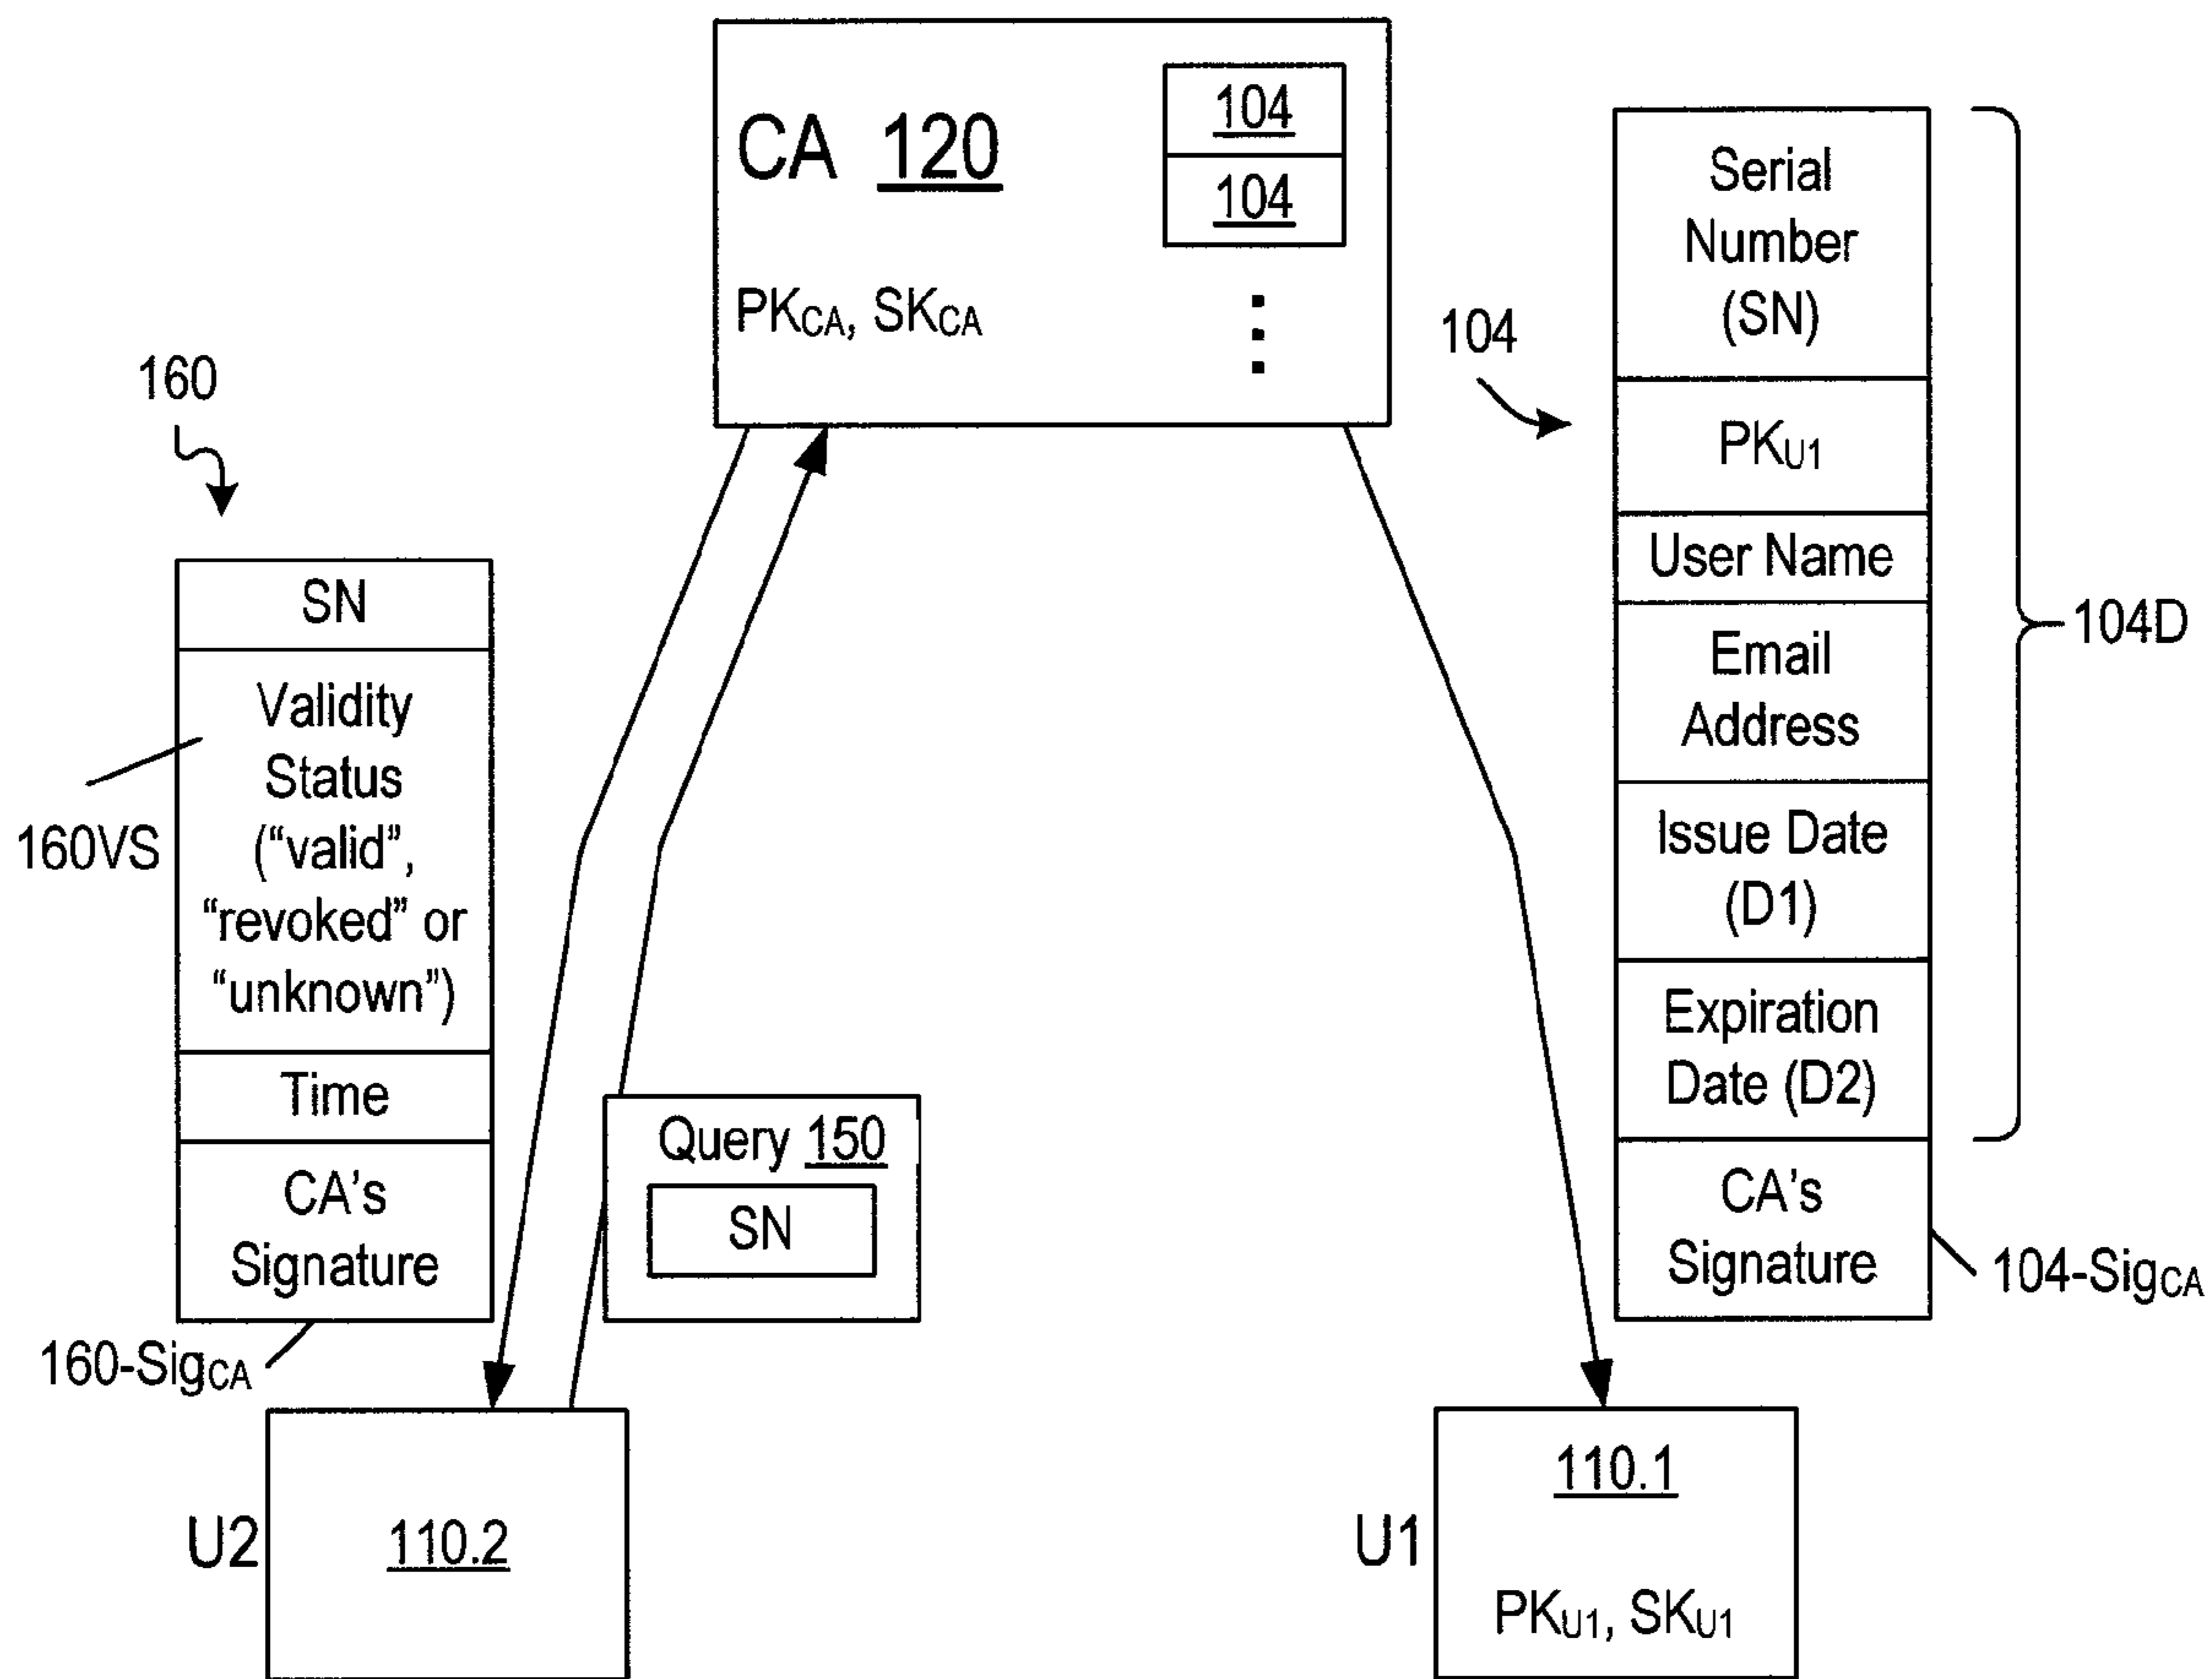 CA 120
104
104
PKCA, SKCA
160
SN
Validity
Status
(“valid”,
“revoked” or
“unknown”)
Time
CA’s
Signature
160VS
160-SigCA
Query 150
SN
104
Serial
Number
(SN)
PKU1
User Name
Email
Address
Issue Date
(D1)
Expiration
Date (D2)
CA’s
Signature
104D
104-SigCA
U2
110.2
U1
110.1
PKU1, SKU1